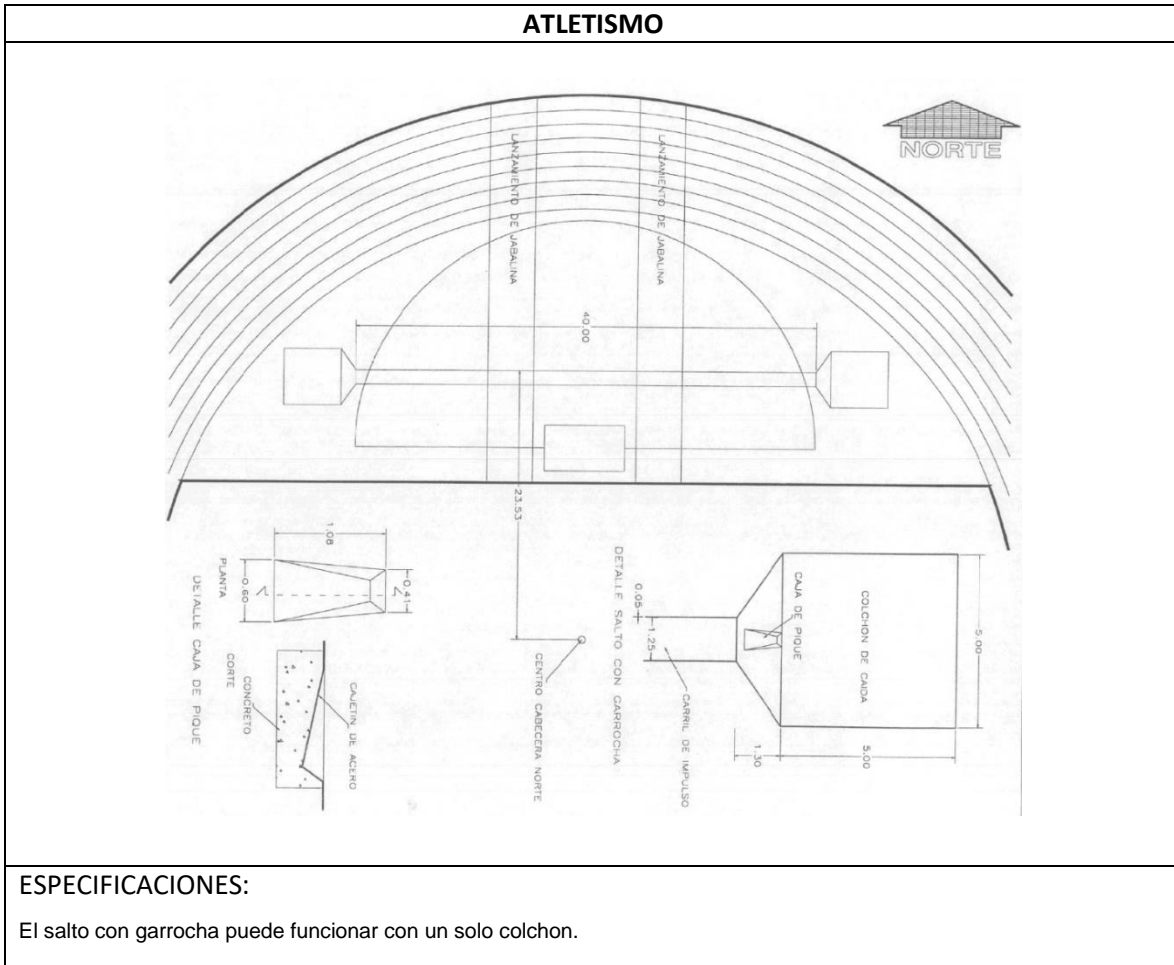 ATLETISMO
NORTE
LANZAMIENTO DE JABALINA
LANZAMIENTO DE JABALINA
40.00
23.53
CENTRO CABECERA NORTE
1.08
0.60
0.41
PLANTA
DETALLE CAJA DE PIQUE
CORTE
CONCRETO
CAJETIN DE ACERO
DETALLE SALTO CON GARROCHA
0.05
1.25
CARRIL DE IMPULSO
CAJA DE PIQUE
COLCHON DE CAIDA
5.00
1.30
5.00
ESPECIFICACIONES:
El salto con garrocha puede funcionar con un solo colchon.